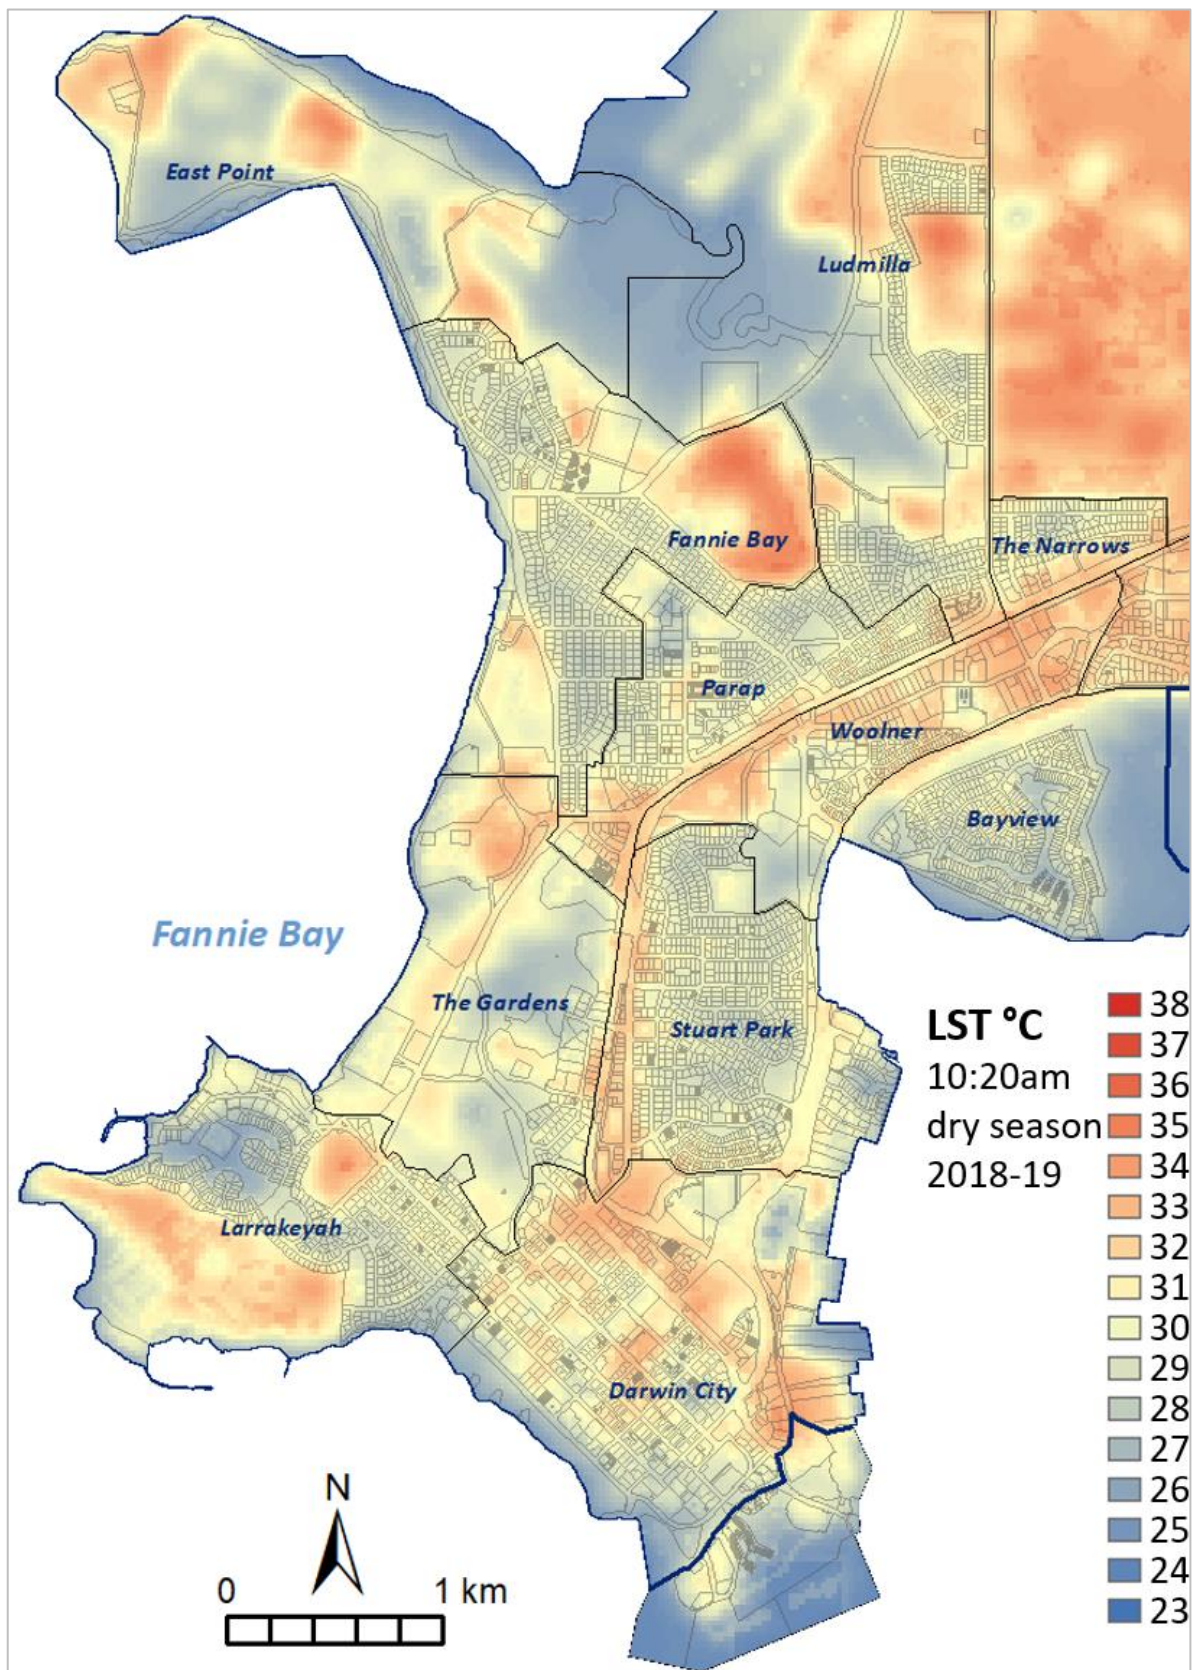 East Point
Ludmilla
Fannie Bay
The Narrows
Parap
Woolner
Bayview
Fannie Bay
The Gardens
Stuart Park
Larrakeyah
Darwin City
LST °C
10:20am
dry season
2018-19
38
37
36
35
34
33
32
31
30
29
28
27
26
25
24
23
N
0 1 km